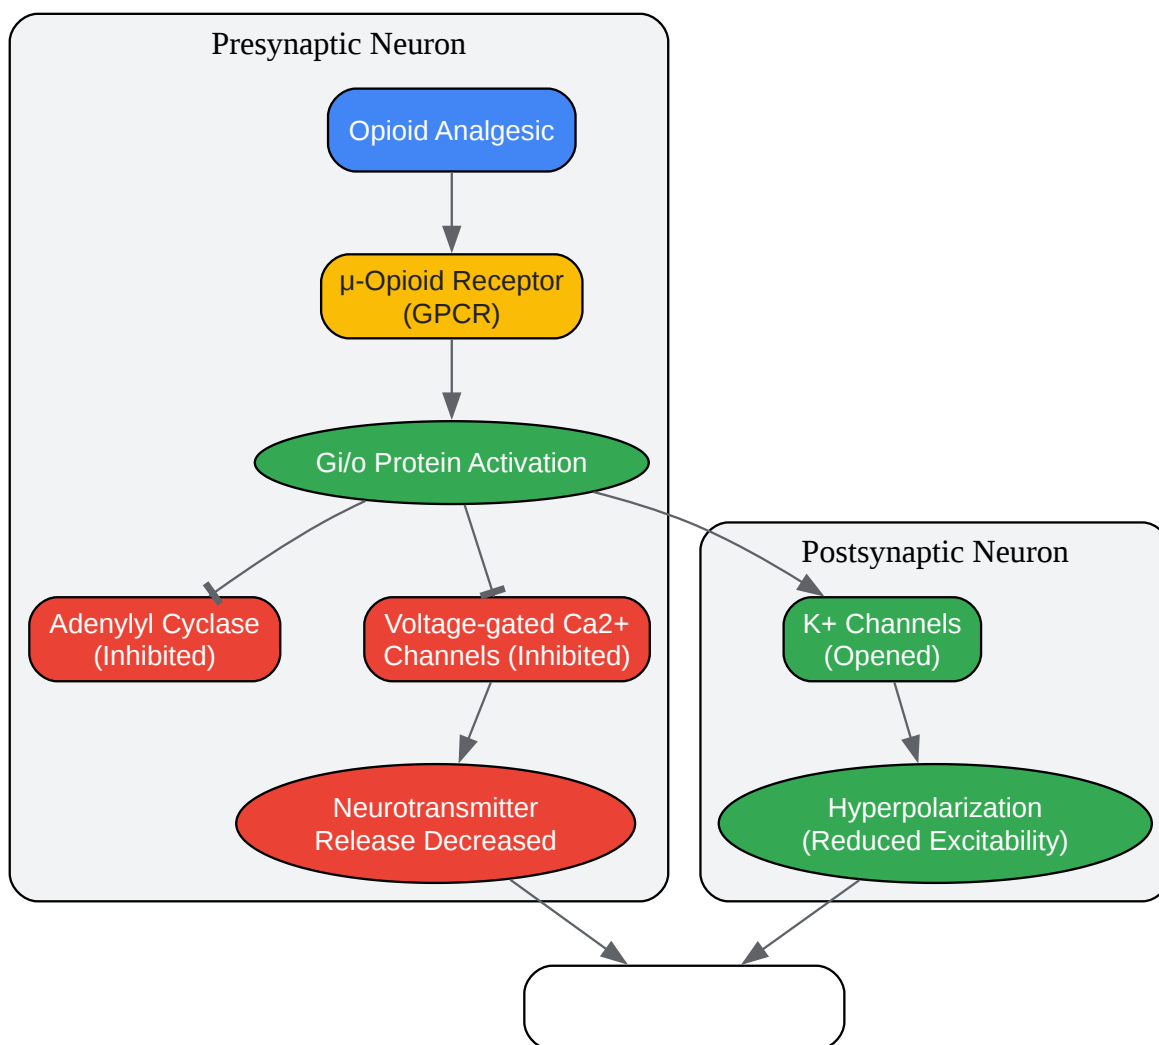 Presynaptic Neuron
Opioid Analgesic
μ-Opioid Receptor
(GPCR)
Gi/o Protein Activation
Postsynaptic Neuron
Adenylyl Cyclase
(Inhibited)
Voltage-gated Ca2+
Channels (Inhibited)
K+ Channels
(Opened)
Neurotransmitter
Release Decreased
Hyperpolarization
(Reduced Excitability)